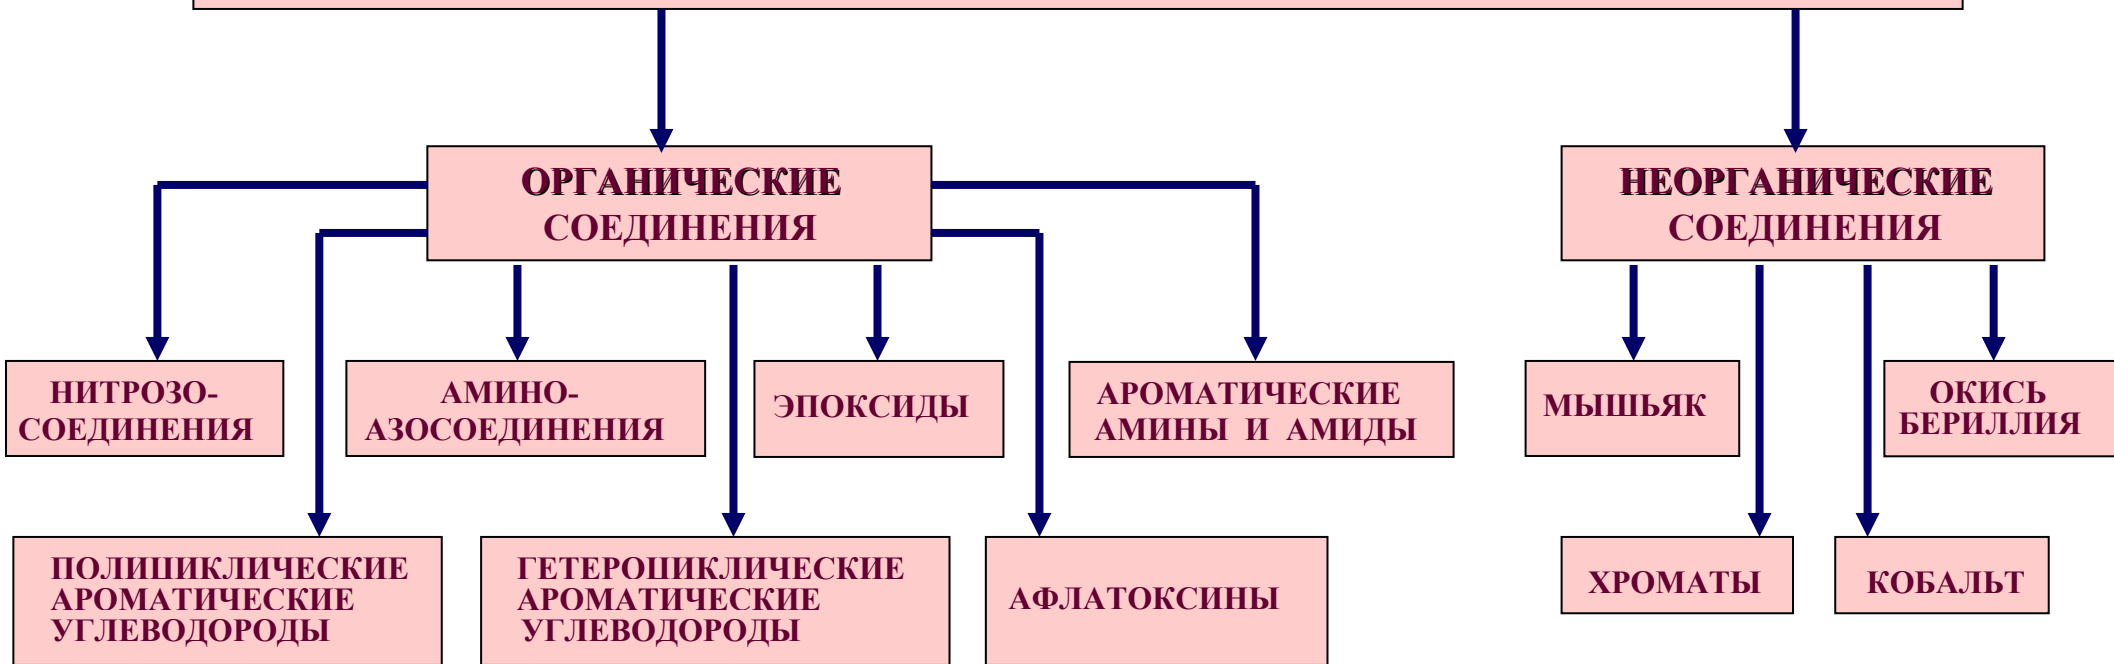 ОРГАНИЧЕСКИЕ
СОЕДИНЕНИЯ
НЕОРГАНИЧЕСКИЕ
СОЕДИНЕНИЯ
НИТРОЗО-
СОЕДИНЕНИЯ
АМИНО-
АЗОСОЕДИНЕНИЯ
ЭПОКСИДЫ
АРОМАТИЧЕСКИЕ
АМИНЫ И АМИДЫ
МЫШЬЯК
ОКИСЬ
БЕРИЛЛИЯ
ПОЛИЦИКЛИЧЕСКИЕ
АРОМАТИЧЕСКИЕ
УГЛЕВОДОРОДЫ
ГЕТЕРОЦИКЛИЧЕСКИЕ
АРОМАТИЧЕСКИЕ
УГЛЕВОДОРОДЫ
АФЛАТОКСИНЫ
ХРОМАТЫ
КОБАЛЬТ